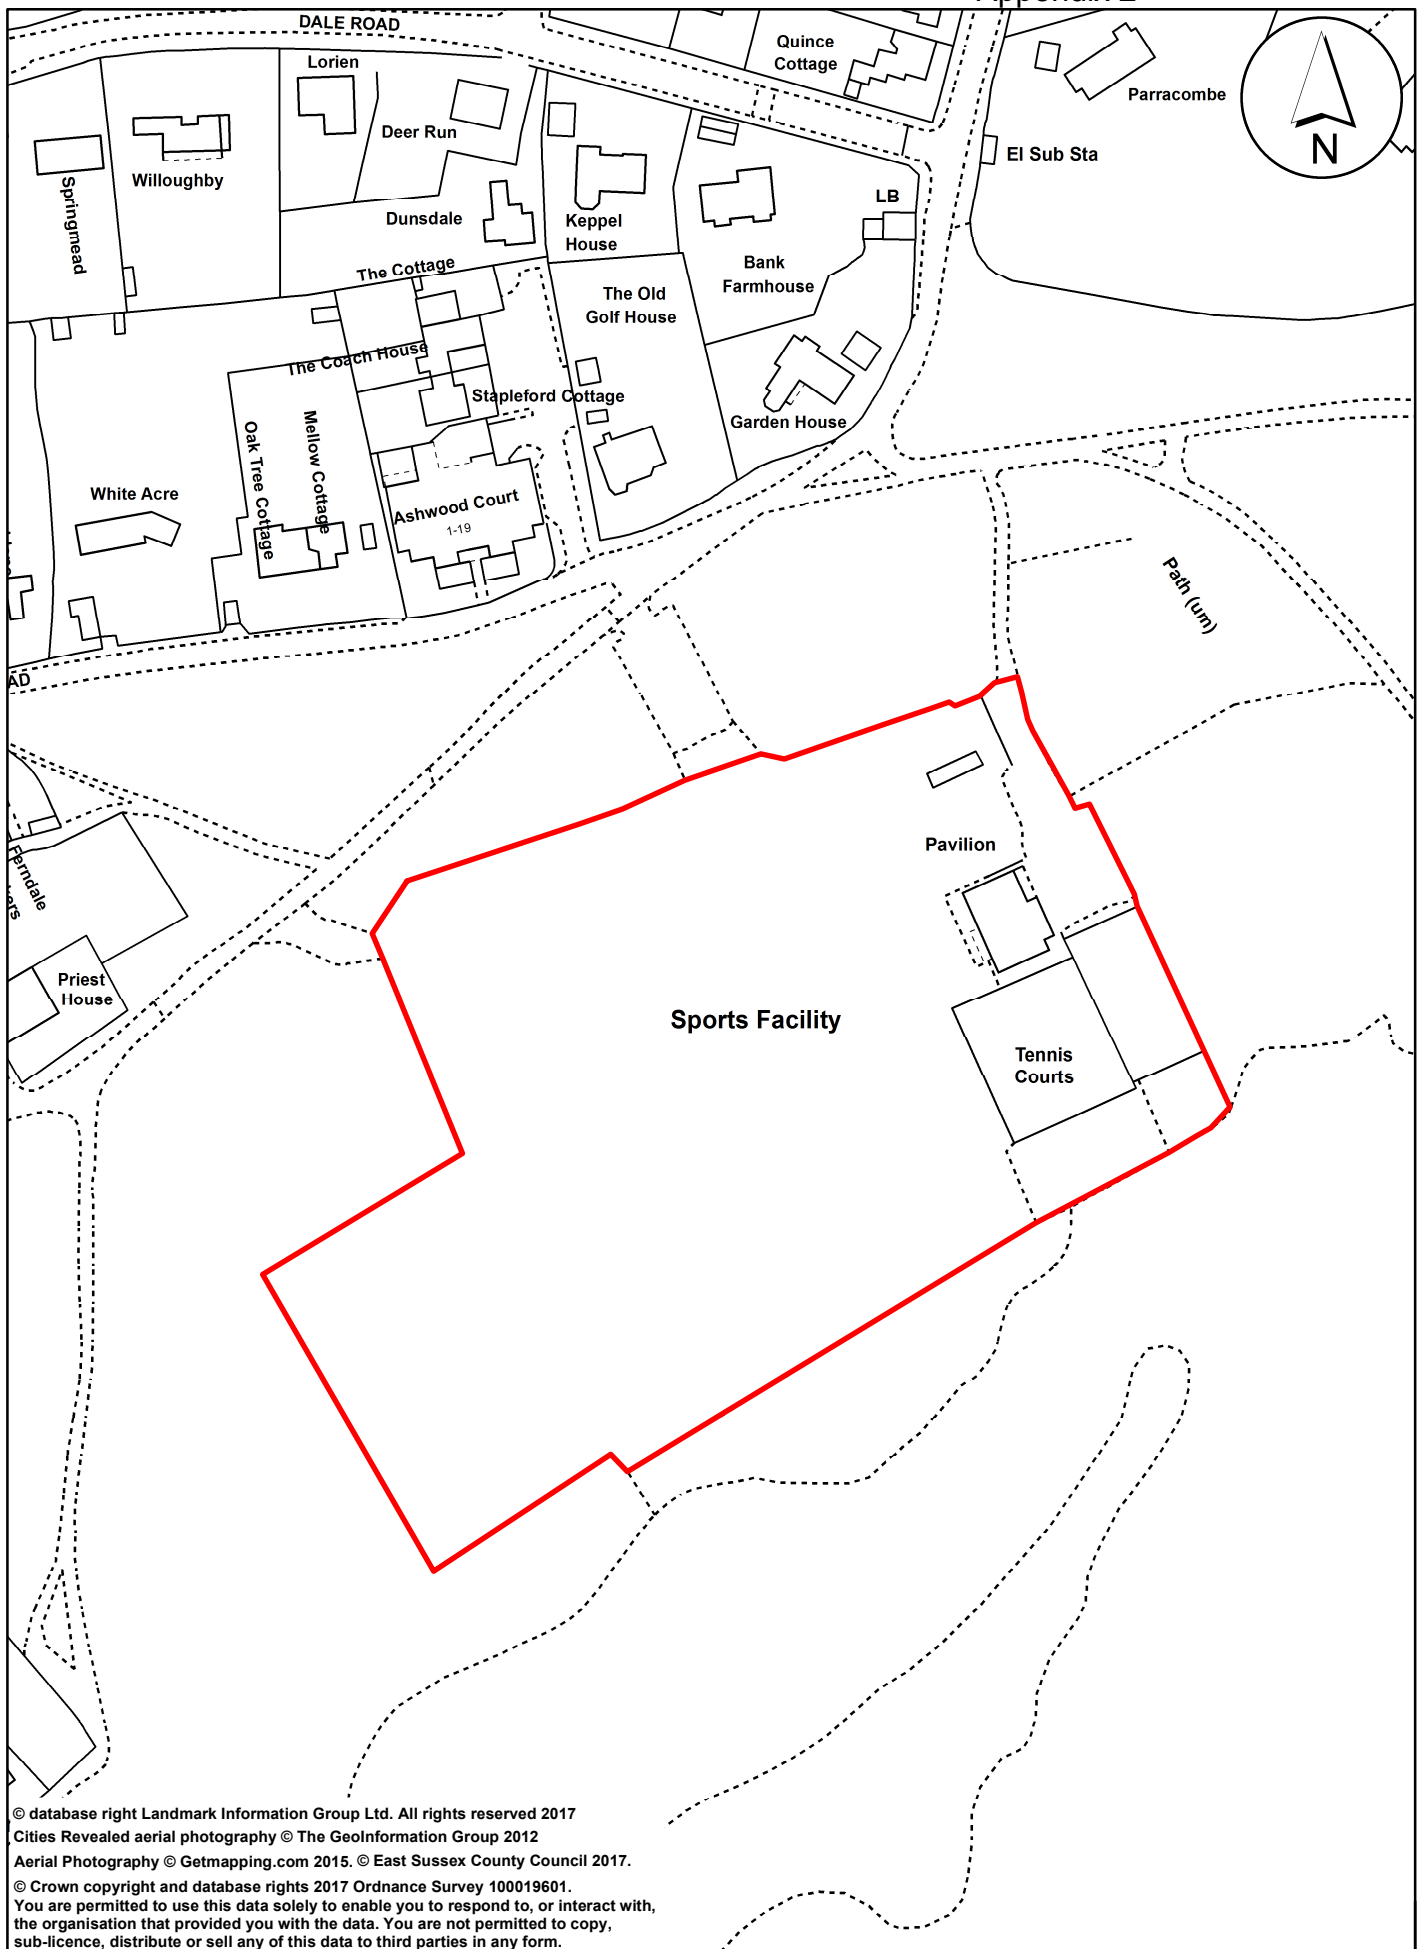 DALE ROAD
Quince
Cottage
Lorien
Parracombe
Deer Run
El Sub Sta
N
Willoughby
Springmead
LB
Dunsdale
Keppel
House
The Cottage
Bank
Farmhouse
The Old
Golf House
The Coach House
Stapleford Cottage
Garden House
Oak Tree Cottage
Mellow Cottage
White Acre
Ashwood Court
1-19
Path (um)
AD
Pavilion
Ferndale
Priest
House
Sports Facility
Tennis
Courts
© database right Landmark Information Group Ltd. All rights reserved 2017
Cities Revealed aerial photography © The GeoInformation Group 2012
Aerial Photography © Getmapping.com 2015. © East Sussex County Council 2017.
© Crown copyright and database rights 2017 Ordnance Survey 100019601.
You are permitted to use this data solely to enable you to respond to, or interact with,
the organisation that provided you with the data. You are not permitted to copy,
sub-licence, distribute or sell any of this data to third parties in any form.